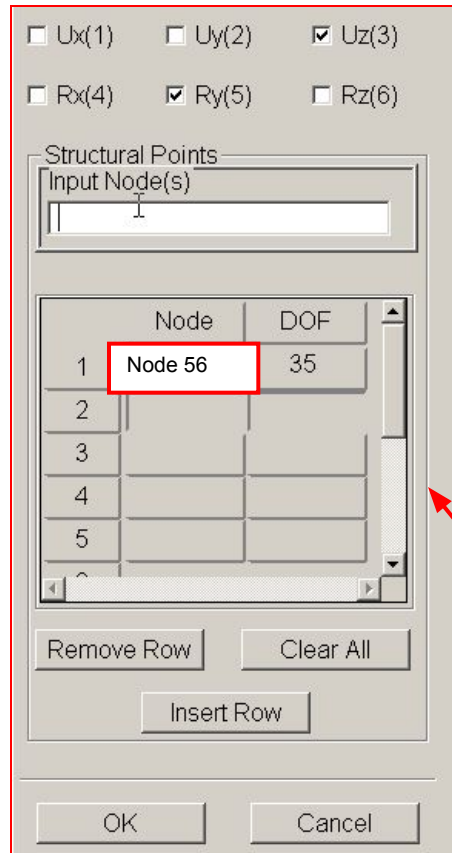 Ux(1) Uy(2) Uz(3)
Rx(4) Ry(5) Rz(6)
Structural Points
Input Node(s)
Node DOF
1 Node 56 35
2
3
4
5
Remove Row Clear All
Insert Row
OK Cancel